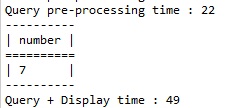 Query pre-processing time : 22
----------
| number |
==========
| 7      |
----------
Query + Display time : 49